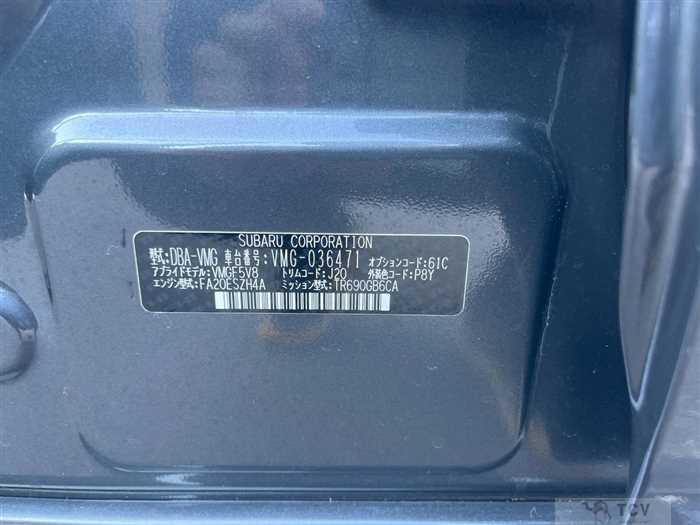 SUBARU CORPORATION
型式:DBA-VMG 車台番号:VMG-036471 オプションコード:61C
アプライドモデル:VMGF5V8 トリムコード:J20 外装色コード:P8Y
エンジン型式:FA20ESZH4A ミッション型式:TR690GB6CA
TCV